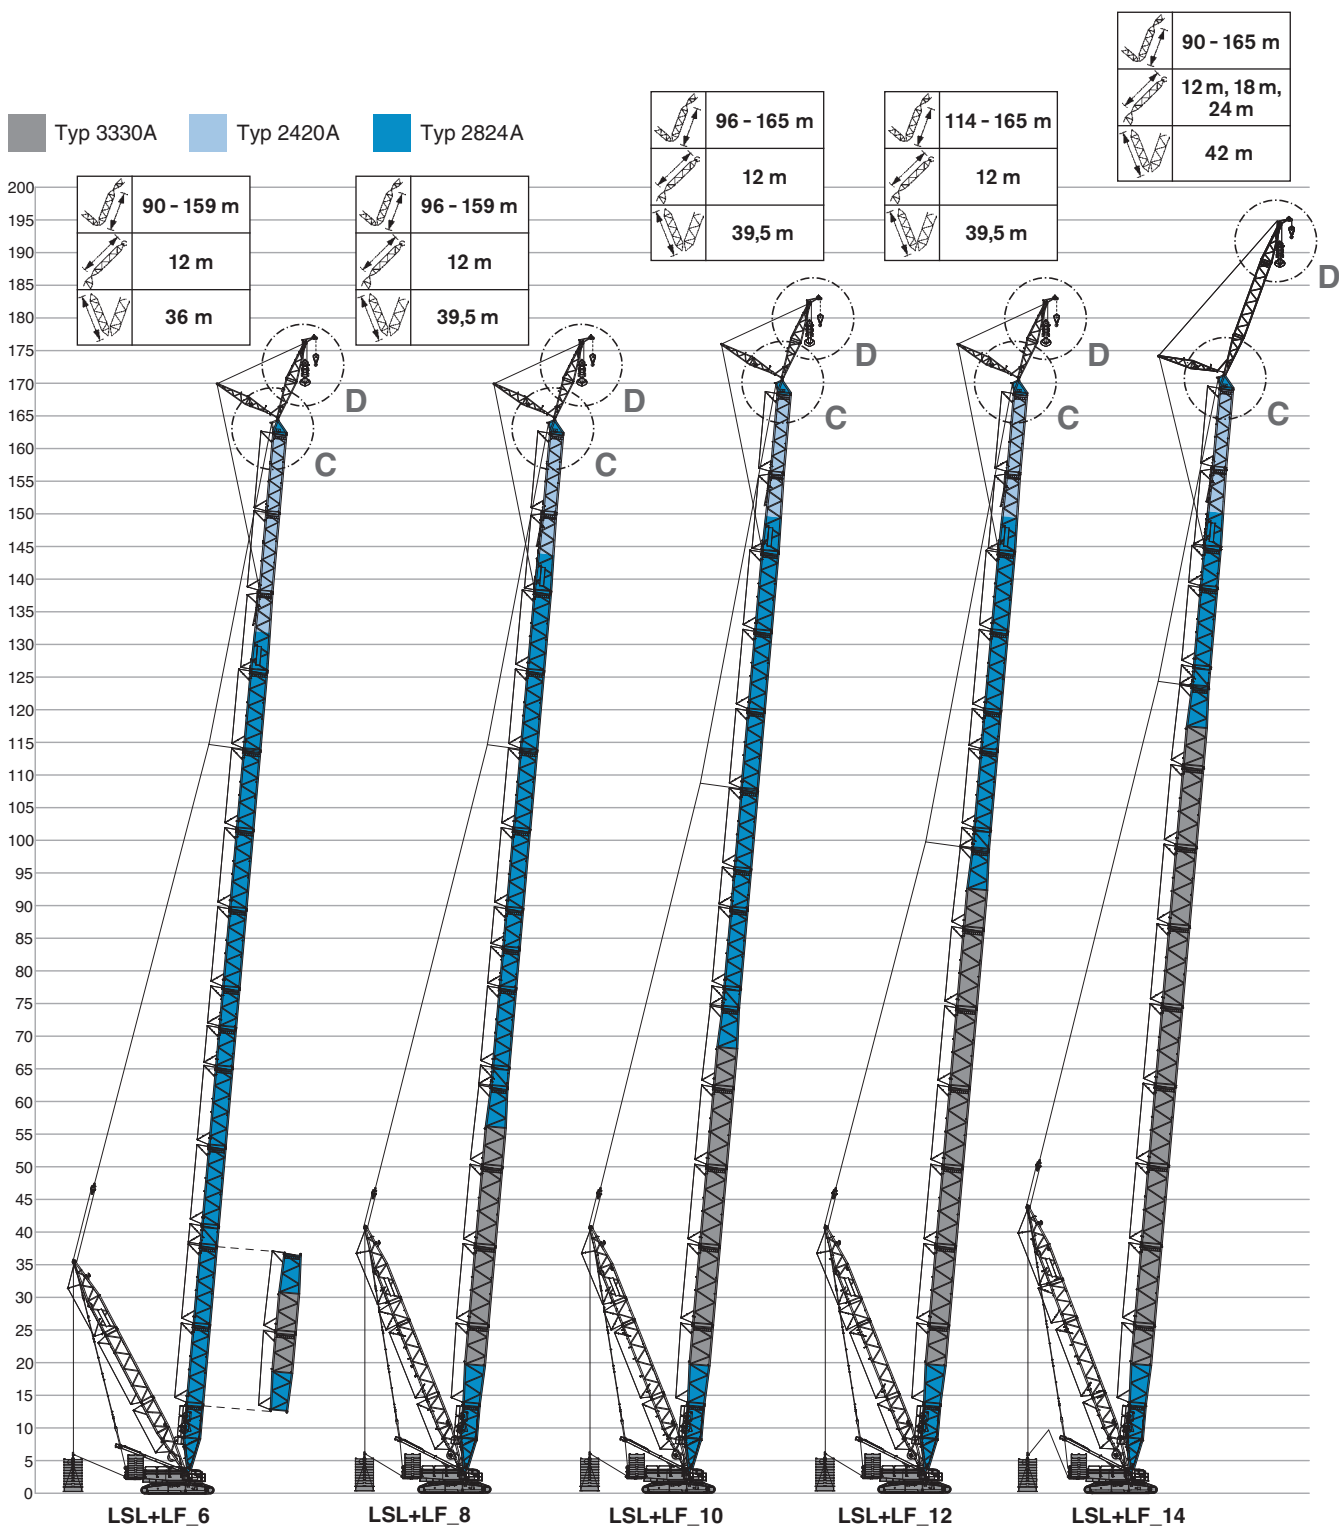 90 - 165 m
12 m, 18 m,
24 m
42 m
96 - 165 m
12 m
39,5 m
114 - 165 m
12 m
39,5 m
Typ 3330A
Typ 2420A
Typ 2824A
90 - 159 m
12 m
36 m
96 - 159 m
12 m
39,5 m
200
195
190
185
180
175
170
165
160
155
150
145
140
135
130
125
120
115
110
105
100
95
90
85
80
75
70
65
60
55
50
45
40
35
30
25
20
15
10
5
0
D
C
D
C
D
C
D
C
D
C
LSL+LF_6
LSL+LF_8
LSL+LF_10
LSL+LF_12
LSL+LF_14